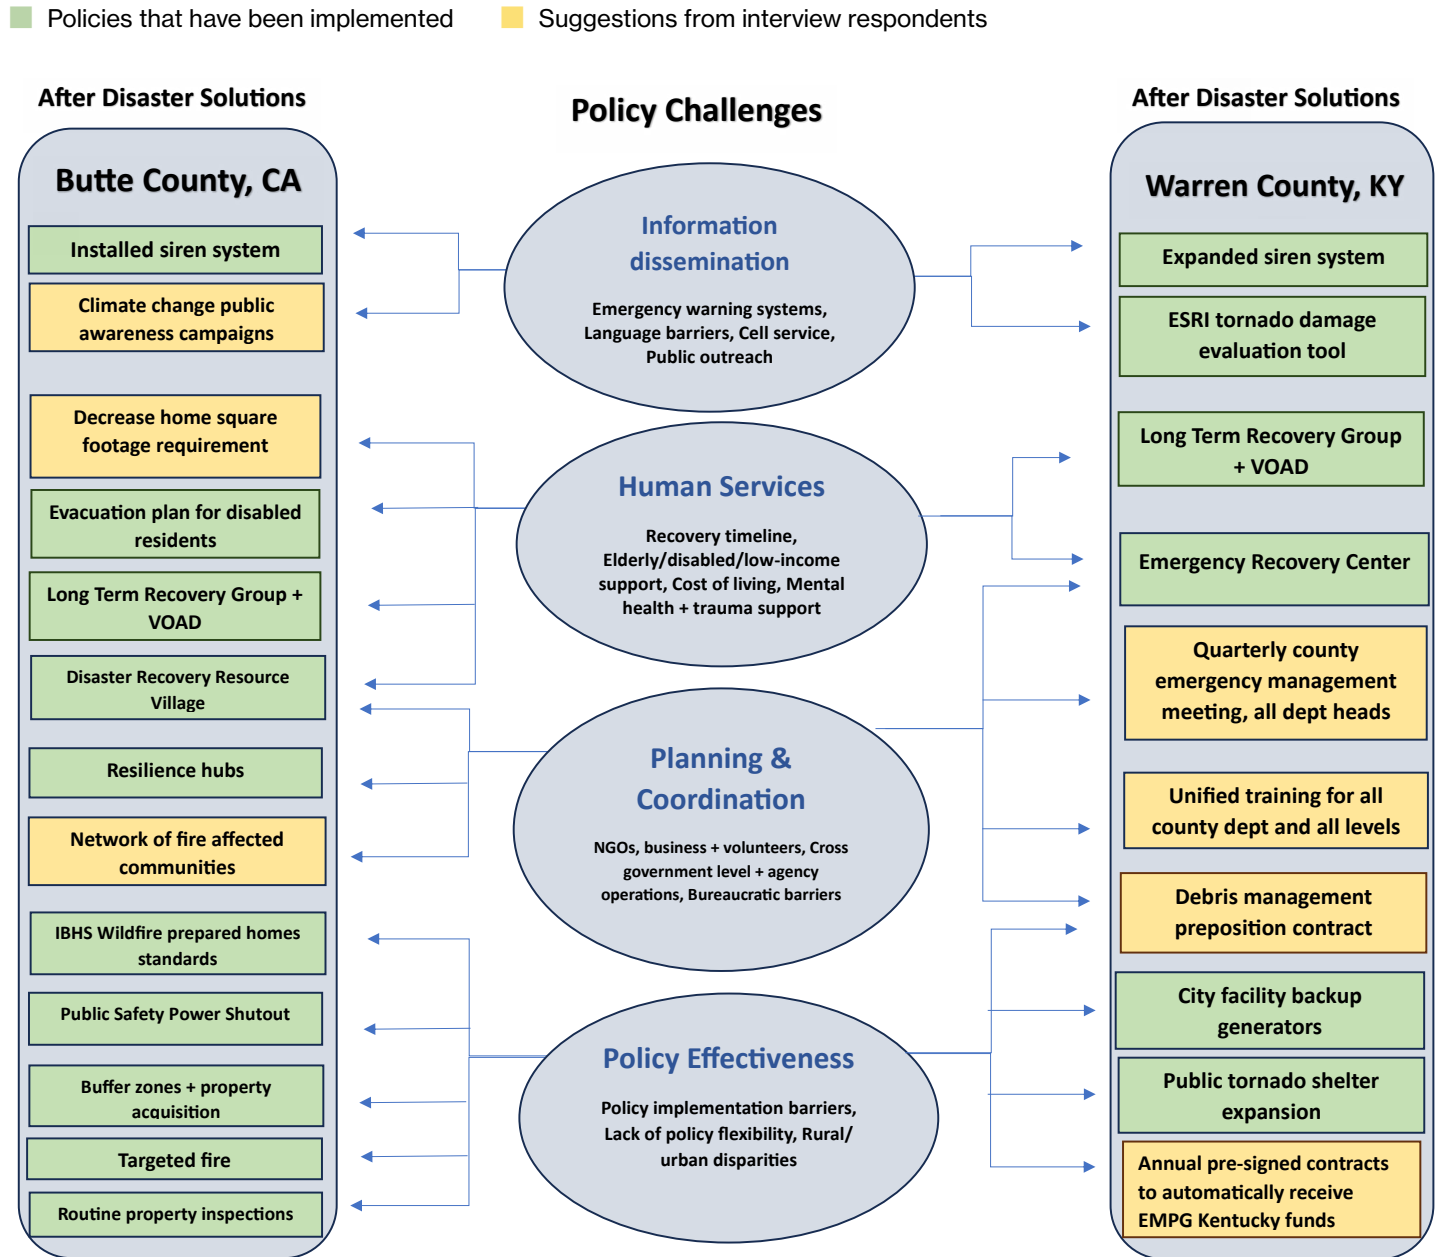 Policies that have been implemented
Suggestions from interview respondents
After Disaster Solutions
Butte County, CA
Installed siren system
Climate change public
awareness campaigns
Decrease home square
footage requirement
Evacuation plan for disabled
residents
Long Term Recovery Group +
VOAD
Disaster Recovery Resource
Village
Resilience hubs
Network of fire affected
communities
IBHS Wildfire prepared homes
standards
Public Safety Power Shutout
Buffer zones + property
acquisition
Targeted fire
Routine property inspections
Policy Challenges
Information
dissemination
Emergency warning systems,
Language barriers, Cell service,
Public outreach
Human Services
Recovery timeline,
Elderly/disabled/low-income
support, Cost of living, Mental
health + trauma support
Planning &
Coordination
NGOs, business + volunteers, Cross
government level + agency
operations, Bureaucratic barriers
Policy Effectiveness
Policy implementation barriers,
Lack of policy flexibility, Rural/
urban disparities
After Disaster Solutions
Warren County, KY
Expanded siren system
ESRI tornado damage
evaluation tool
Long Term Recovery Group
+ VOAD
Emergency Recovery Center
Quarterly county
emergency management
meeting, all dept heads
Unified training for all
county dept and all levels
Debris management
preposition contract
City facility backup
generators
Public tornado shelter
expansion
Annual pre-signed contracts
to automatically receive
EMPG Kentucky funds